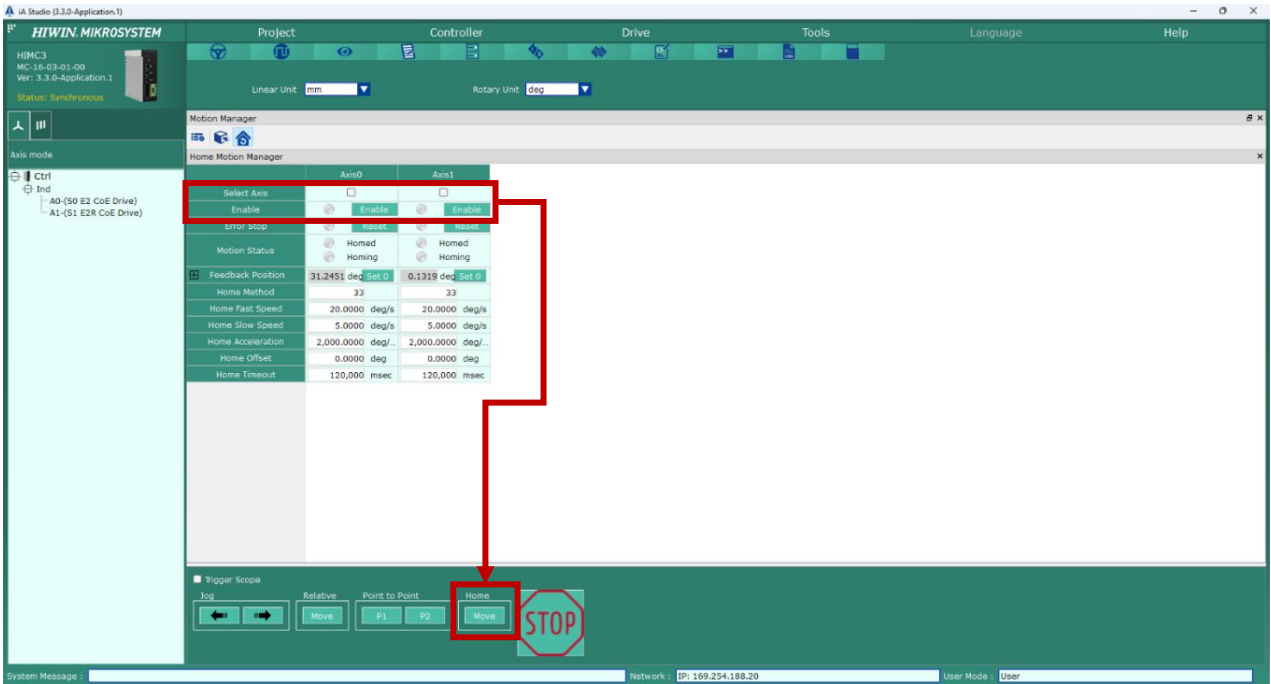 iA Studio (3.3.0-Application.1)
HIWIN. MIKROSYSTEM
Project Controller Drive Tools Language Help
HIMC3
MC-16-03-01-00
Ver: 3.3.0-Application.1
Status: Synchronous
Linear Unit mm Rotary Unit deg
Motion Manager
Axis mode
Home Motion Manager
Ctrl
Ind
A0-(S0 E2 CoE Drive)
A1-(S1 E2R CoE Drive)
Axis0 Axis1
Select Axis
Enable Enable Enable
Error Stop Reset Reset
Motion Status Homed Homed
Homing Homing
Feedback Position 31.2451 deg Set 0 0.1319 deg Set 0
Home Method 33 33
Home Fast Speed 20.0000 deg/s 20.0000 deg/s
Home Slow Speed 5.0000 deg/s 5.0000 deg/s
Home Acceleration 2,000.0000 deg/... 2,000.0000 deg/...
Home Offset 0.0000 deg 0.0000 deg
Home Timeout 120,000 msec 120,000 msec
Trigger Scope
Jog Relative Point to Point Home
Move P1 P2 Move
STOP
System Message : Network : IP: 169.254.188.20 User Mode : User